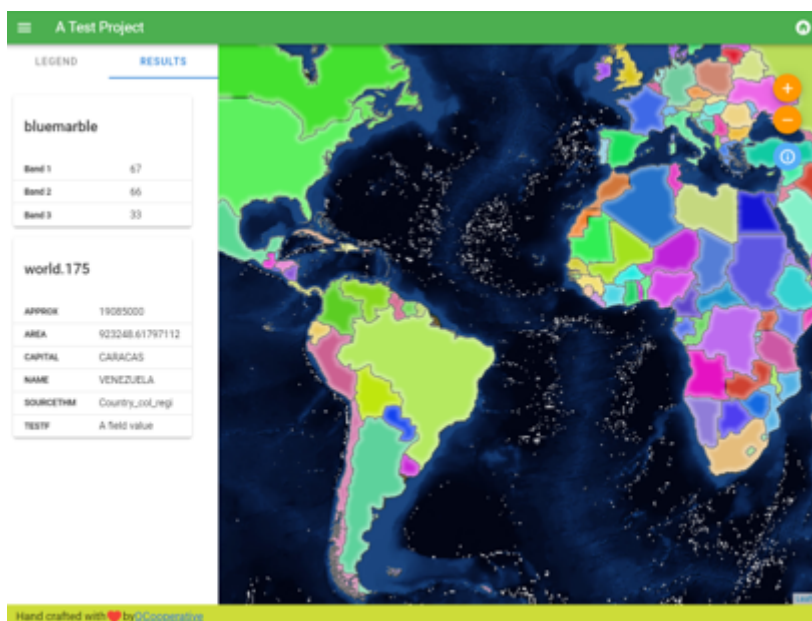 A Test Project
LEGEND RESULTS
bluemarble
Band 1 67
Band 2 66
Band 3 33
world.175
APPROX 19085000
AREA 923248.61797112
CAPITAL CARACAS
NAME VENEZUELA
SOURCETHM Country_col_regi
TESTF A field value
Hand crafted with ❤ by QCooperative